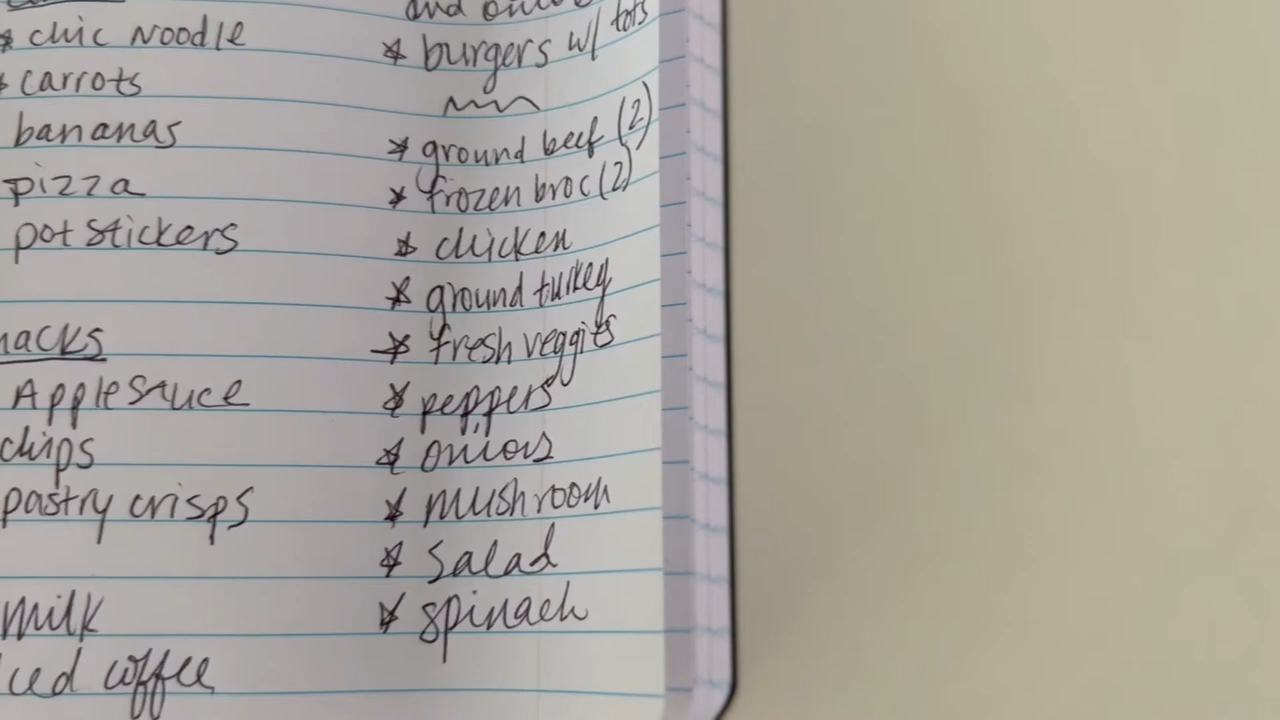 chic noodle
carrots
bananas
pizza
pot stickers
Applesauce
chips
pastry crisps
milk
coffee
and
* burgers w/ tots
* ground beef (2)
* frozen broc (2)
* chicken
* ground turkey
* fresh veggies
* peppers
* onions
* mushroom
* salad
* spinach